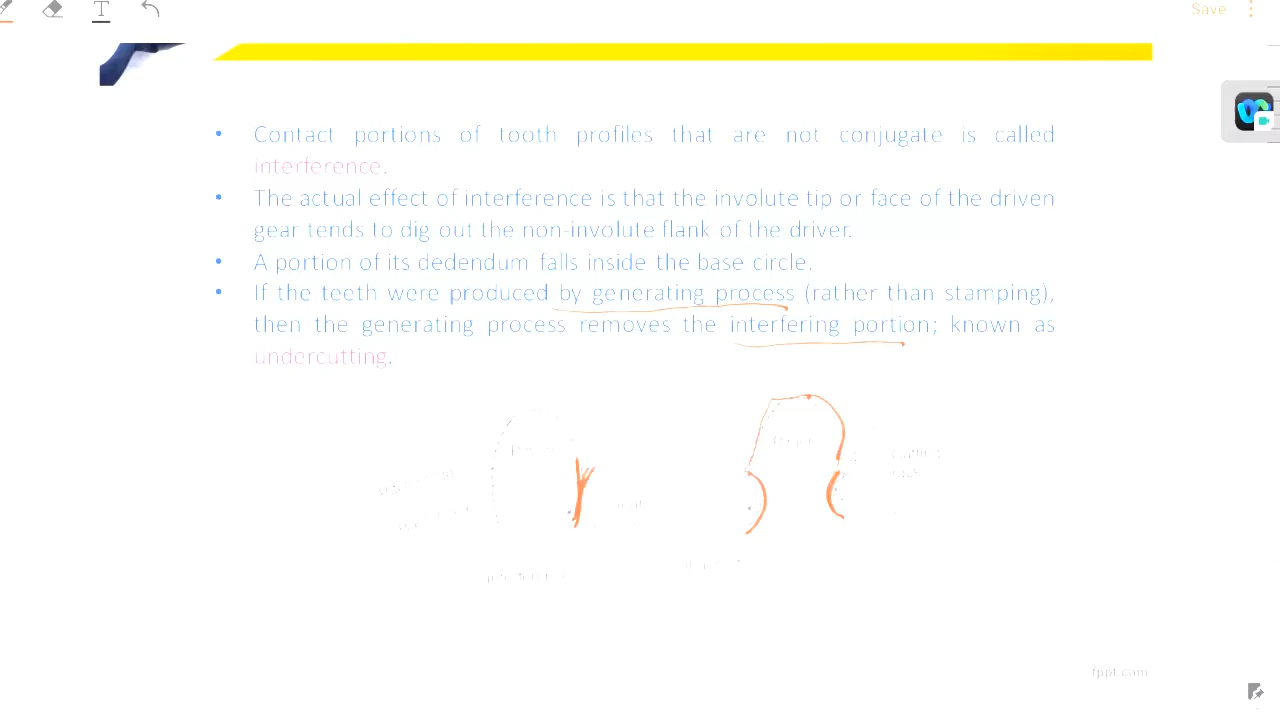 T
Save
• Contact portions of tooth profiles that are not conjugate is called
interference.
• The actual effect of interference is that the involute tip or face of the driven
gear tends to dig out the non-involute flank of the driver.
• A portion of its dedendum falls inside the base circle.
• If the teeth were produced by generating process (rather than stamping),
then the generating process removes the interfering portion; known as
undercutting.
fppt.com